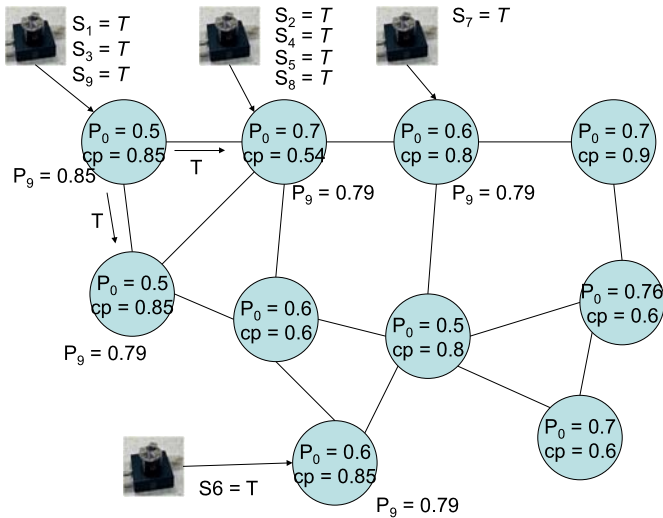 S₁ = T
S₃ = T
S₉ = T
S₂ = T
S₄ = T
S₅ = T
S₈ = T
S₇ = T
P₀ = 0.5
cp = 0.85
P₀ = 0.7
cp = 0.54
P₀ = 0.6
cp = 0.8
P₀ = 0.7
cp = 0.9
T
P₉ = 0.85
P₉ = 0.79
P₉ = 0.79
T
P₀ = 0.5
cp = 0.85
P₀ = 0.6
cp = 0.6
P₀ = 0.5
cp = 0.8
P₀ = 0.76
cp = 0.6
P₉ = 0.79
P₀ = 0.6
cp = 0.85
P₀ = 0.7
cp = 0.6
S6 = T
P₉ = 0.79